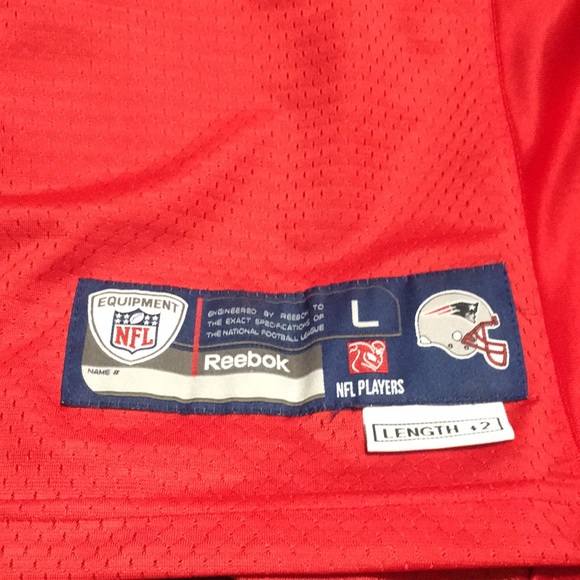 EQUIPMENT
NFL
NAME #
ENGINEERED BY REEBOK TO
THE EXACT SPECIFICATIONS OF
THE NATIONAL FOOTBALL LEAGUE
Reebok
L
NFL PLAYERS
LENGTH +2